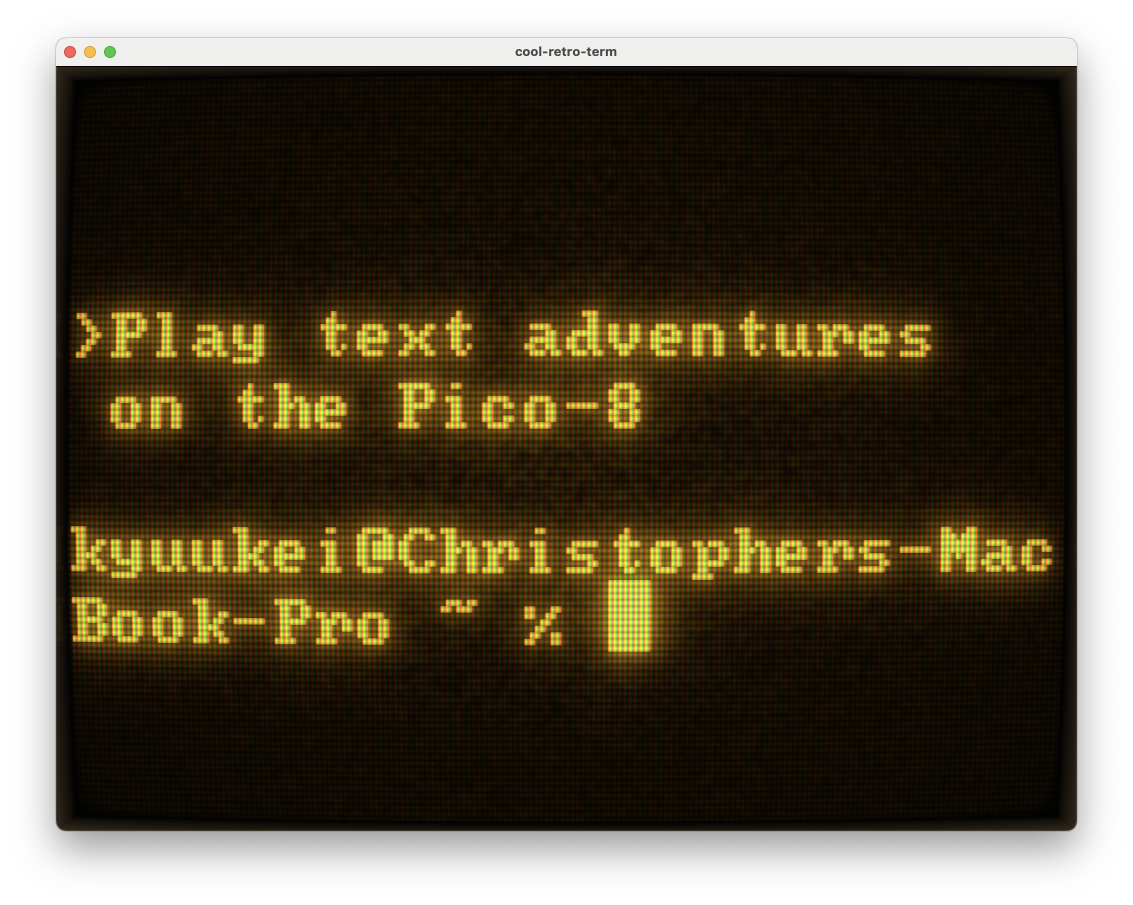 cool-retro-term
>Play text adventures
on the Pico-8
kyuukei@Christophers-Mac
Book-Pro ~ %